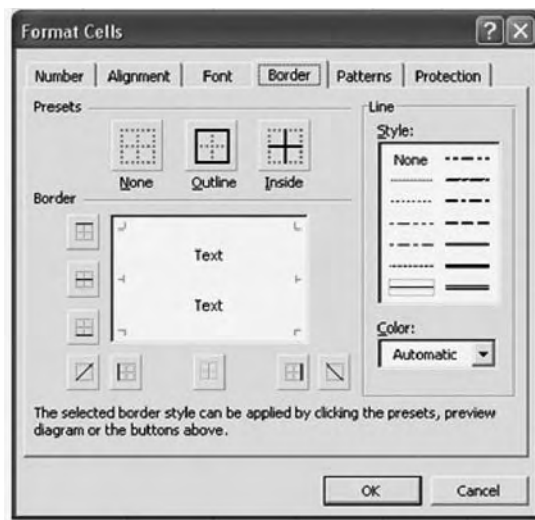 Format Cells
Number Alignment Font Border Patterns Protection
Presets
None Outline Inside
Border
Text
Text
Line
Style:
None
Color:
Automatic
The selected border style can be applied by clicking the presets, preview
diagram or the buttons above.
OK Cancel